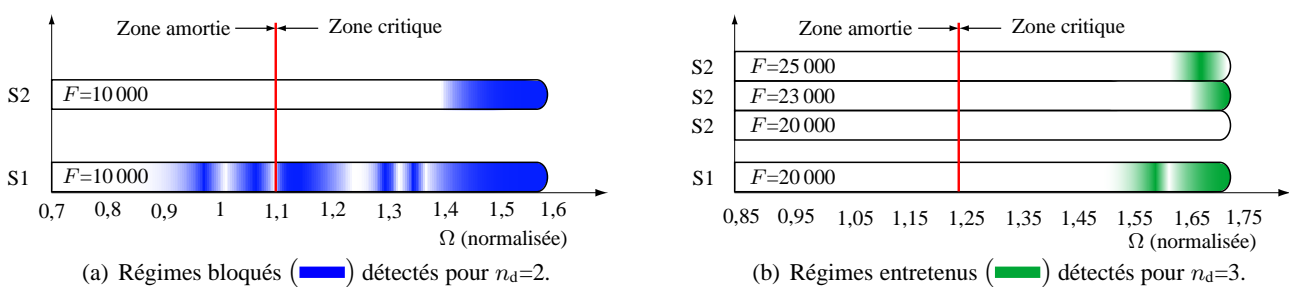 Zone amortie Zone critique
S2 F=10 000
S1 F=10 000
0,7 0,8 0,9 1 1,1 1,2 1,3 1,4 1,5 1,6
Ω (normalisée)
(a) Régimes bloqués ( ) détectés pour nd=2.
Zone amortie Zone critique
S2 F=25 000
S2 F=23 000
S2 F=20 000
S1 F=20 000
0,85 0,95 1,05 1,15 1,25 1,35 1,45 1,55 1,65 1,75
Ω (normalisée)
(b) Régimes entretenus ( ) détectés pour nd=3.